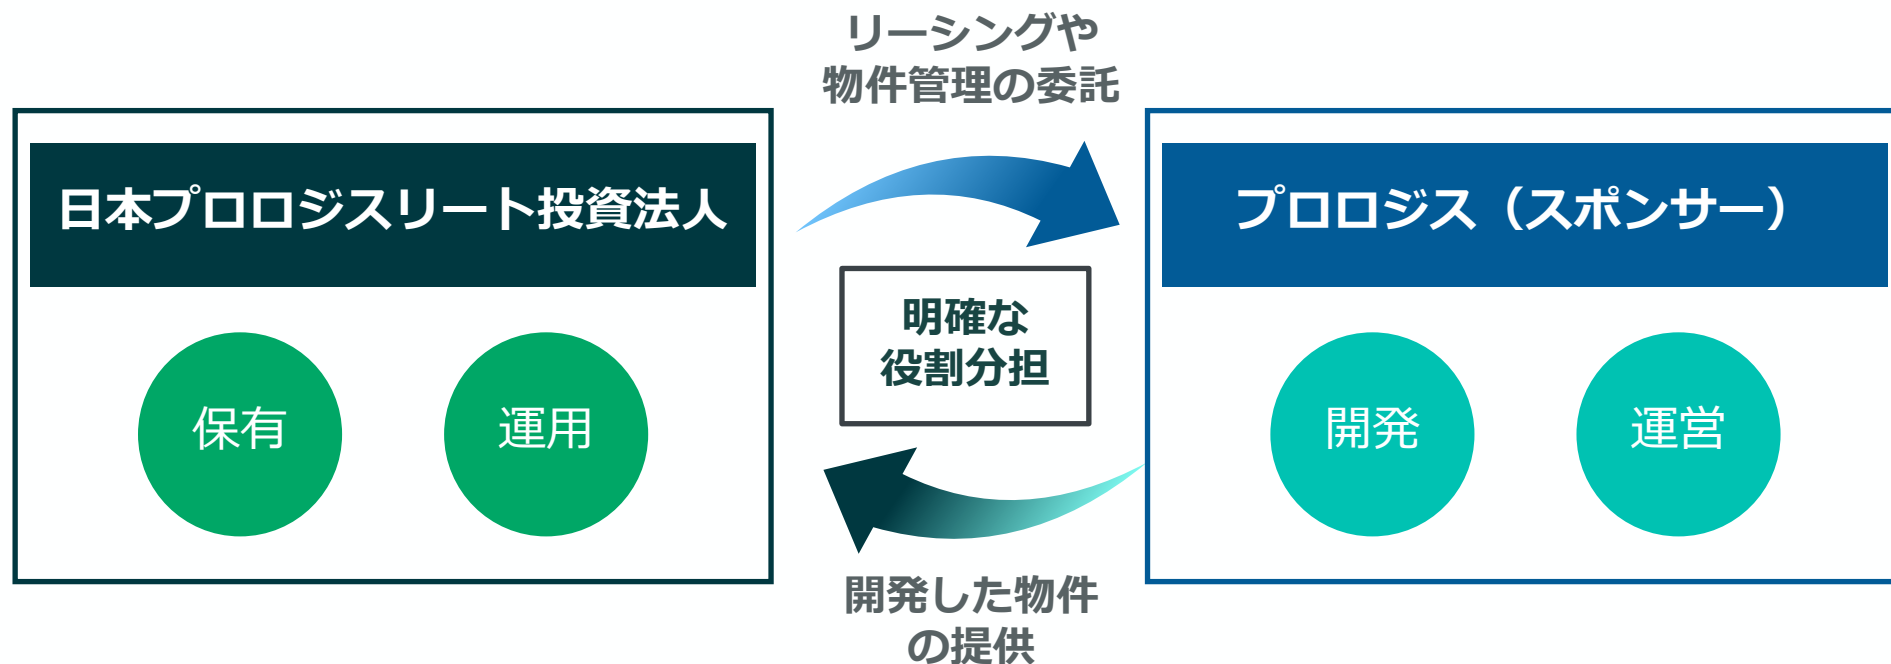 リーシングや
物件管理の委託
日本プロロジスリート投資法人
プロロジス（スポンサー）
明確な
役割分担
保有
運用
開発
運営
開発した物件
の提供